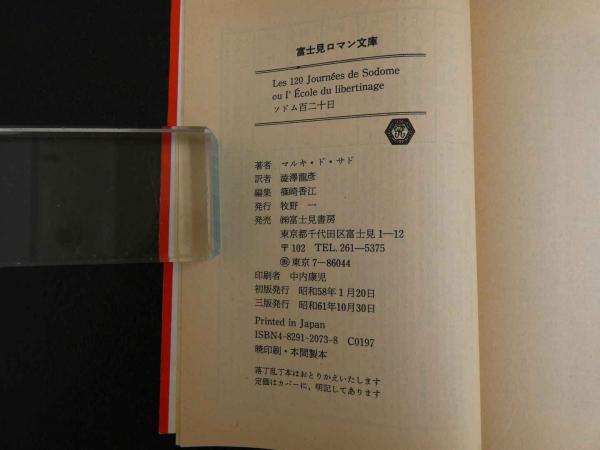 富士見ロマン文庫
Les 120 Journées de Sodome
ou l' École du libertinage
ソドム百二十日
著者 マルキ・ド・サド
訳者 澁澤龍彦
編集 篠崎香江
発行 牧野 一
発売 ㈱富士見書房
東京都千代田区富士見1―12
〒102 TEL. 261―5375
㊩東京7―86044
印刷者 中内康児
初版発行 昭和58年1月20日
三版発行 昭和61年10月30日
Printed in Japan
ISBN4-8291-2073-8 C0197
暁印刷・本間製本
落丁乱丁本はおとりかえいたします
定価はカバーに、明記してあります